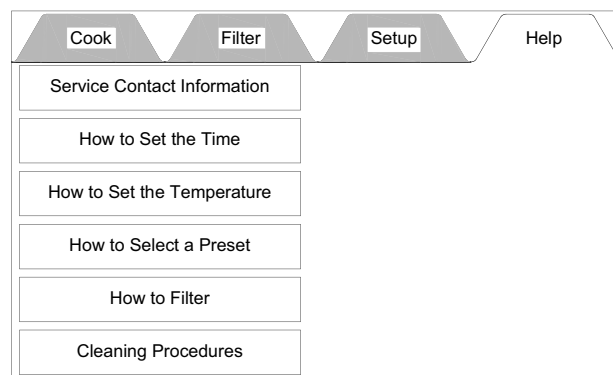 Cook Filter Setup Help
Service Contact Information
How to Set the Time
How to Set the Temperature
How to Select a Preset
How to Filter
Cleaning Procedures